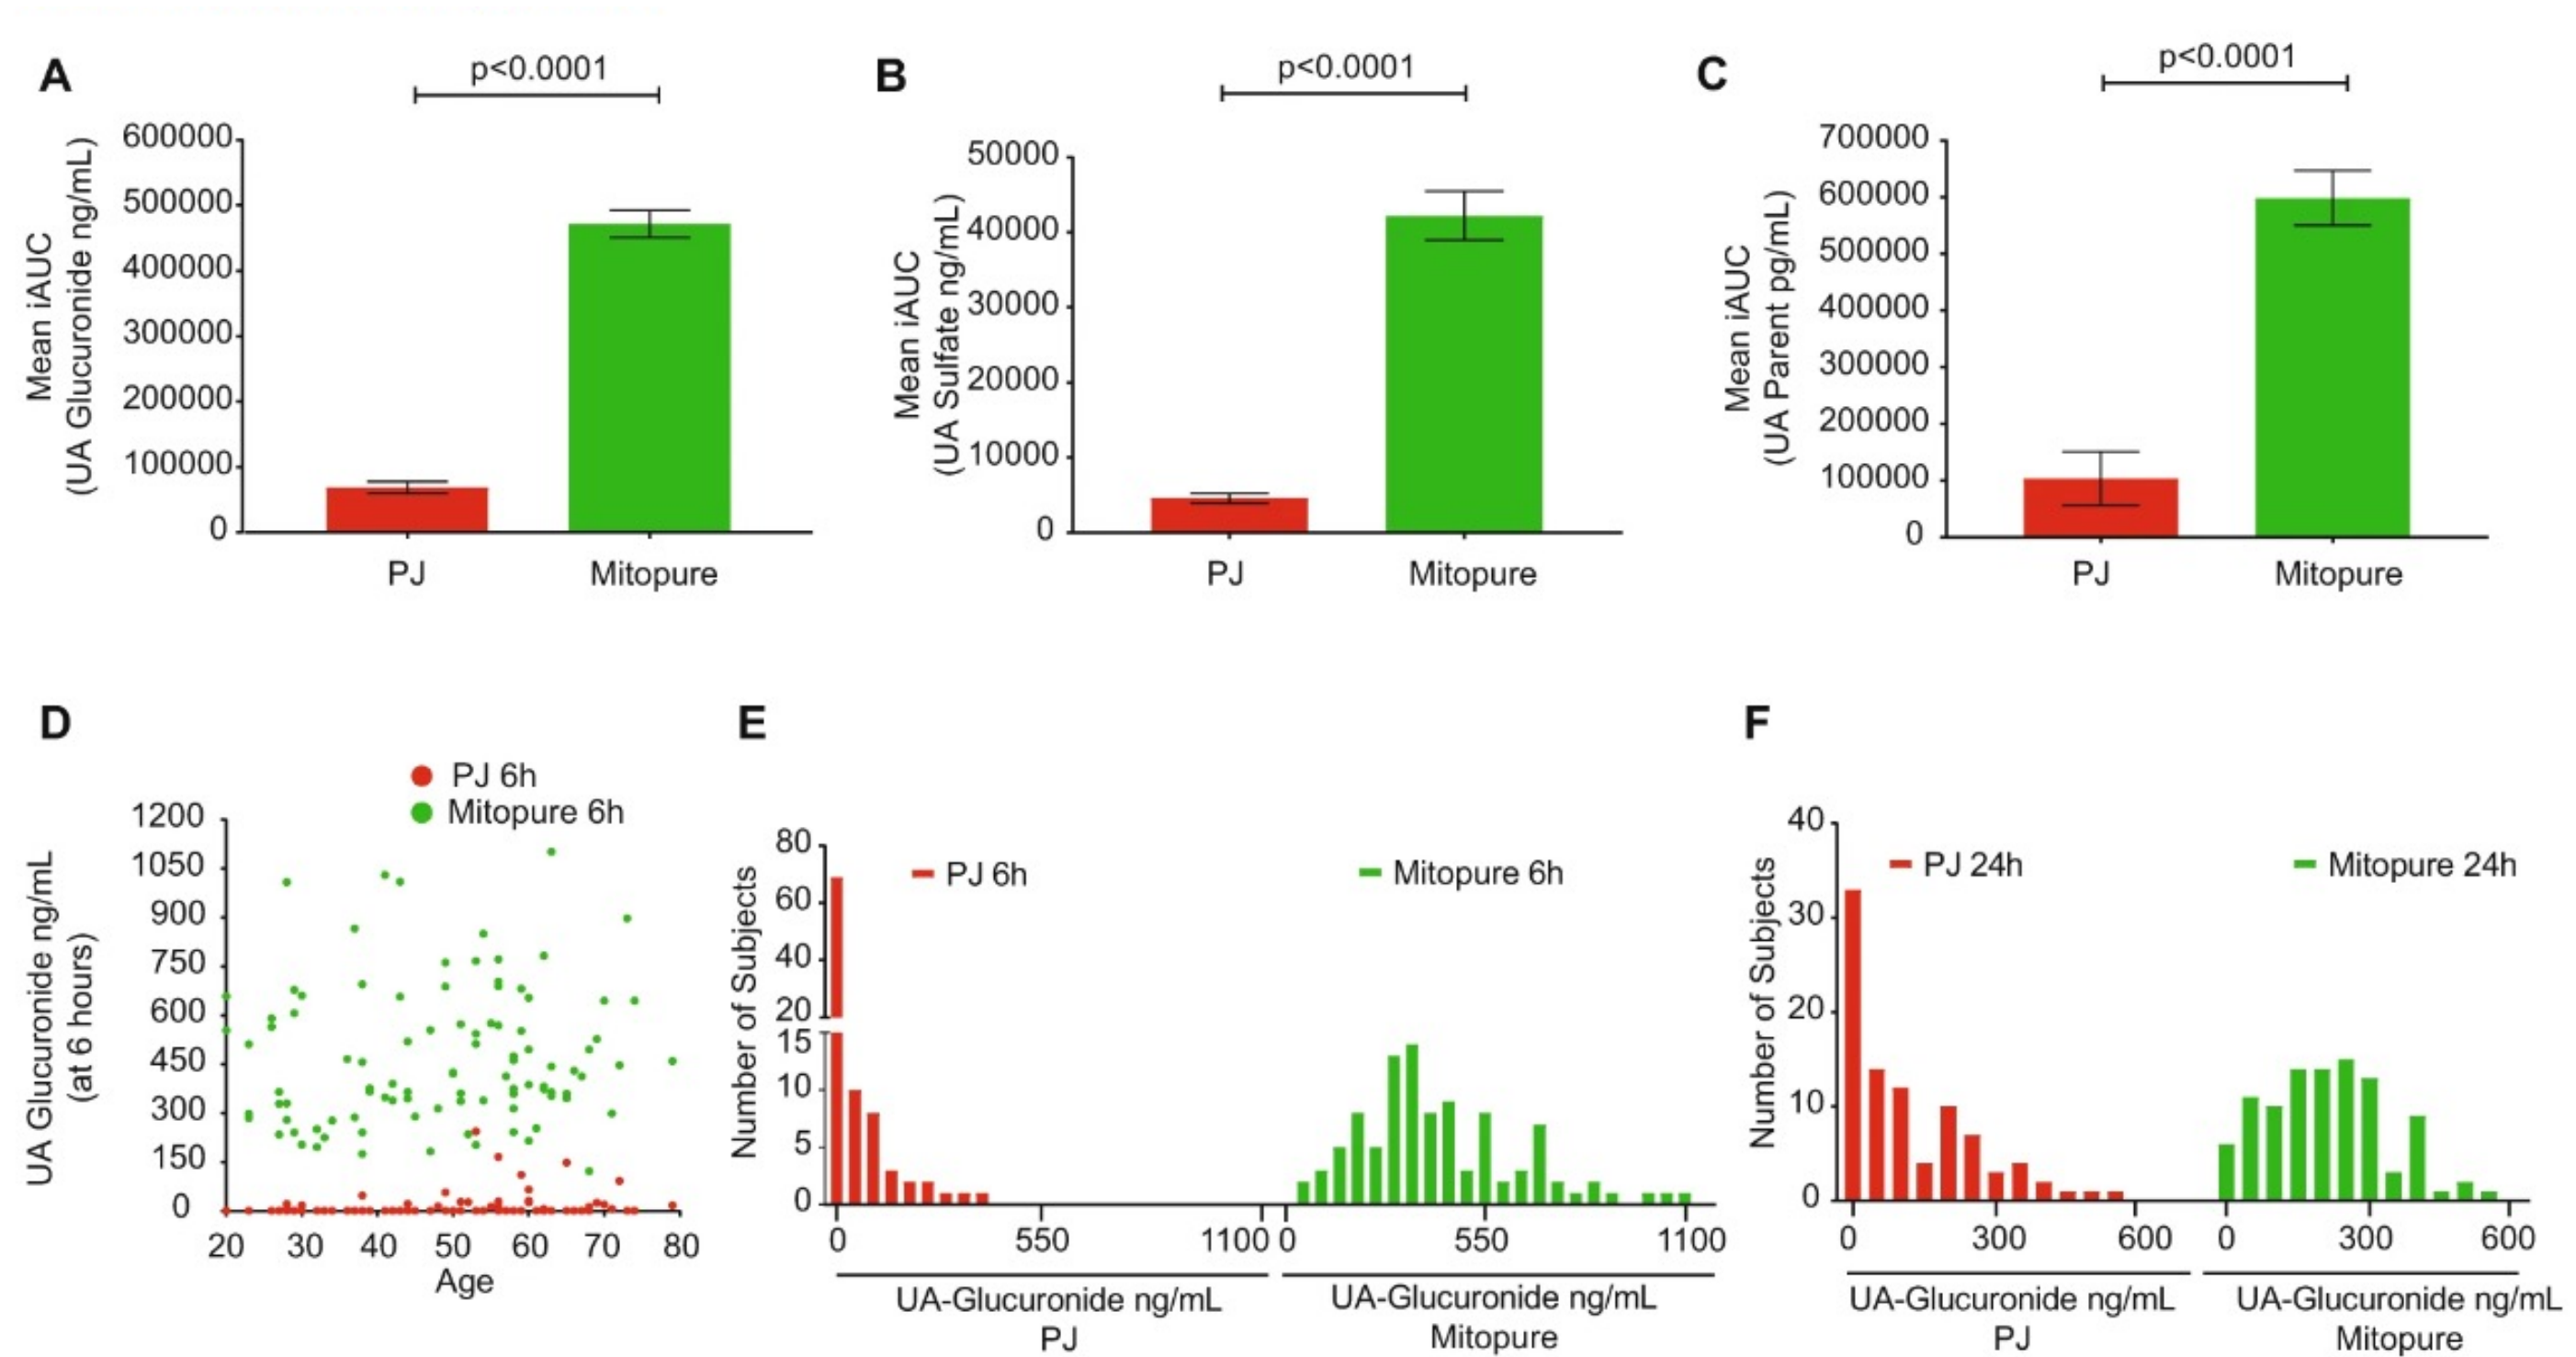 A
p<0.0001
Mean iAUC
(UA Glucuronide ng/mL)
600000
500000
400000
300000
200000
100000
0
PJ
Mitopure
B
p<0.0001
Mean iAUC
(UA Sulfate ng/mL)
50000
40000
30000
20000
10000
0
PJ
Mitopure
C
p<0.0001
Mean iAUC
(UA Parent pg/mL)
700000
600000
500000
400000
300000
200000
100000
0
PJ
Mitopure
D
PJ 6h
Mitopure 6h
UA Glucuronide ng/mL
(at 6 hours)
1200
1050
900
750
600
450
300
150
0
20 30 40 50 60 70 80
Age
E
Number of Subjects
80
60
40
20
15
10
5
0
PJ 6h
Mitopure 6h
0 550 1100 0 550 1100
UA-Glucuronide ng/mL
PJ
UA-Glucuronide ng/mL
Mitopure
F
Number of Subjects
40
30
20
10
0
PJ 24h
Mitopure 24h
0 300 600 0 300 600
UA-Glucuronide ng/mL
PJ
UA-Glucuronide ng/mL
Mitopure